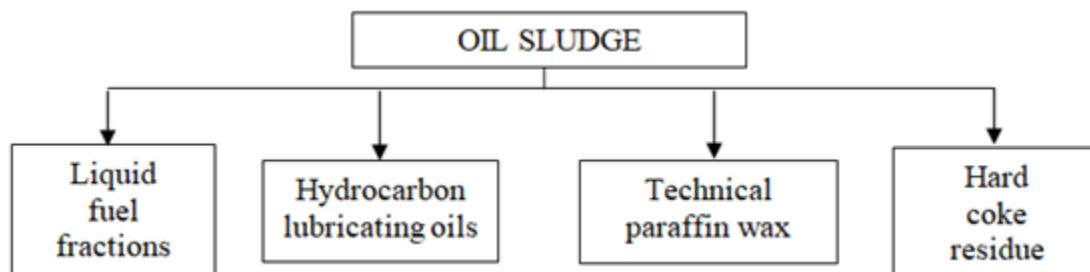 OIL SLUDGE
Liquid
fuel
fractions
Hydrocarbon
lubricating oils
Technical
paraffin wax
Hard
coke
residue